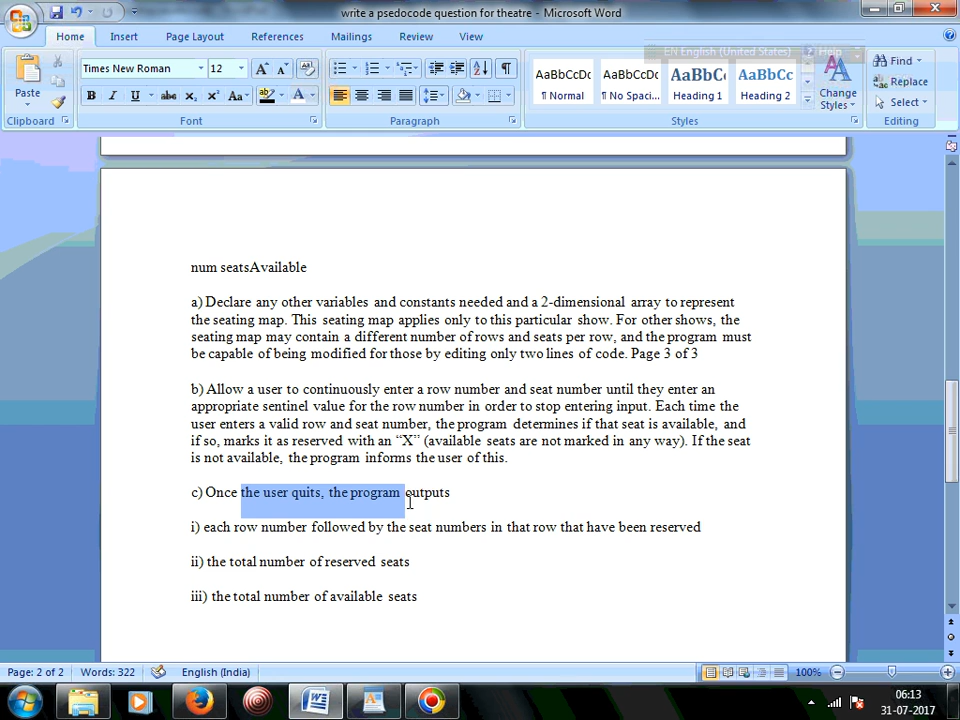 write a psedocode question for theatre - Microsoft Word
Home Insert Page Layout References Mailings Review View
EN English (United States) Help
Times New Roman 12
Paste
AaBbCcDc AaBbCcDc AaBbCc AaBbCc
¶ Normal ¶ No Spaci... Heading 1 Heading 2
Change Styles
Find
Replace
Select
Clipboard Font Paragraph Styles Editing
num seatsAvailable
a) Declare any other variables and constants needed and a 2-dimensional array to represent
the seating map. This seating map applies only to this particular show. For other shows, the
seating map may contain a different number of rows and seats per row, and the program must
be capable of being modified for those by editing only two lines of code. Page 3 of 3
b) Allow a user to continuously enter a row number and seat number until they enter an
appropriate sentinel value for the row number in order to stop entering input. Each time the
user enters a valid row and seat number, the program determines if that seat is available, and
if so, marks it as reserved with an “X” (available seats are not marked in any way). If the seat
is not available, the program informs the user of this.
c) Once the user quits, the program outputs
i) each row number followed by the seat numbers in that row that have been reserved
ii) the total number of reserved seats
iii) the total number of available seats
Page: 2 of 2 Words: 322 English (India) 100%
06:13
31-07-2017